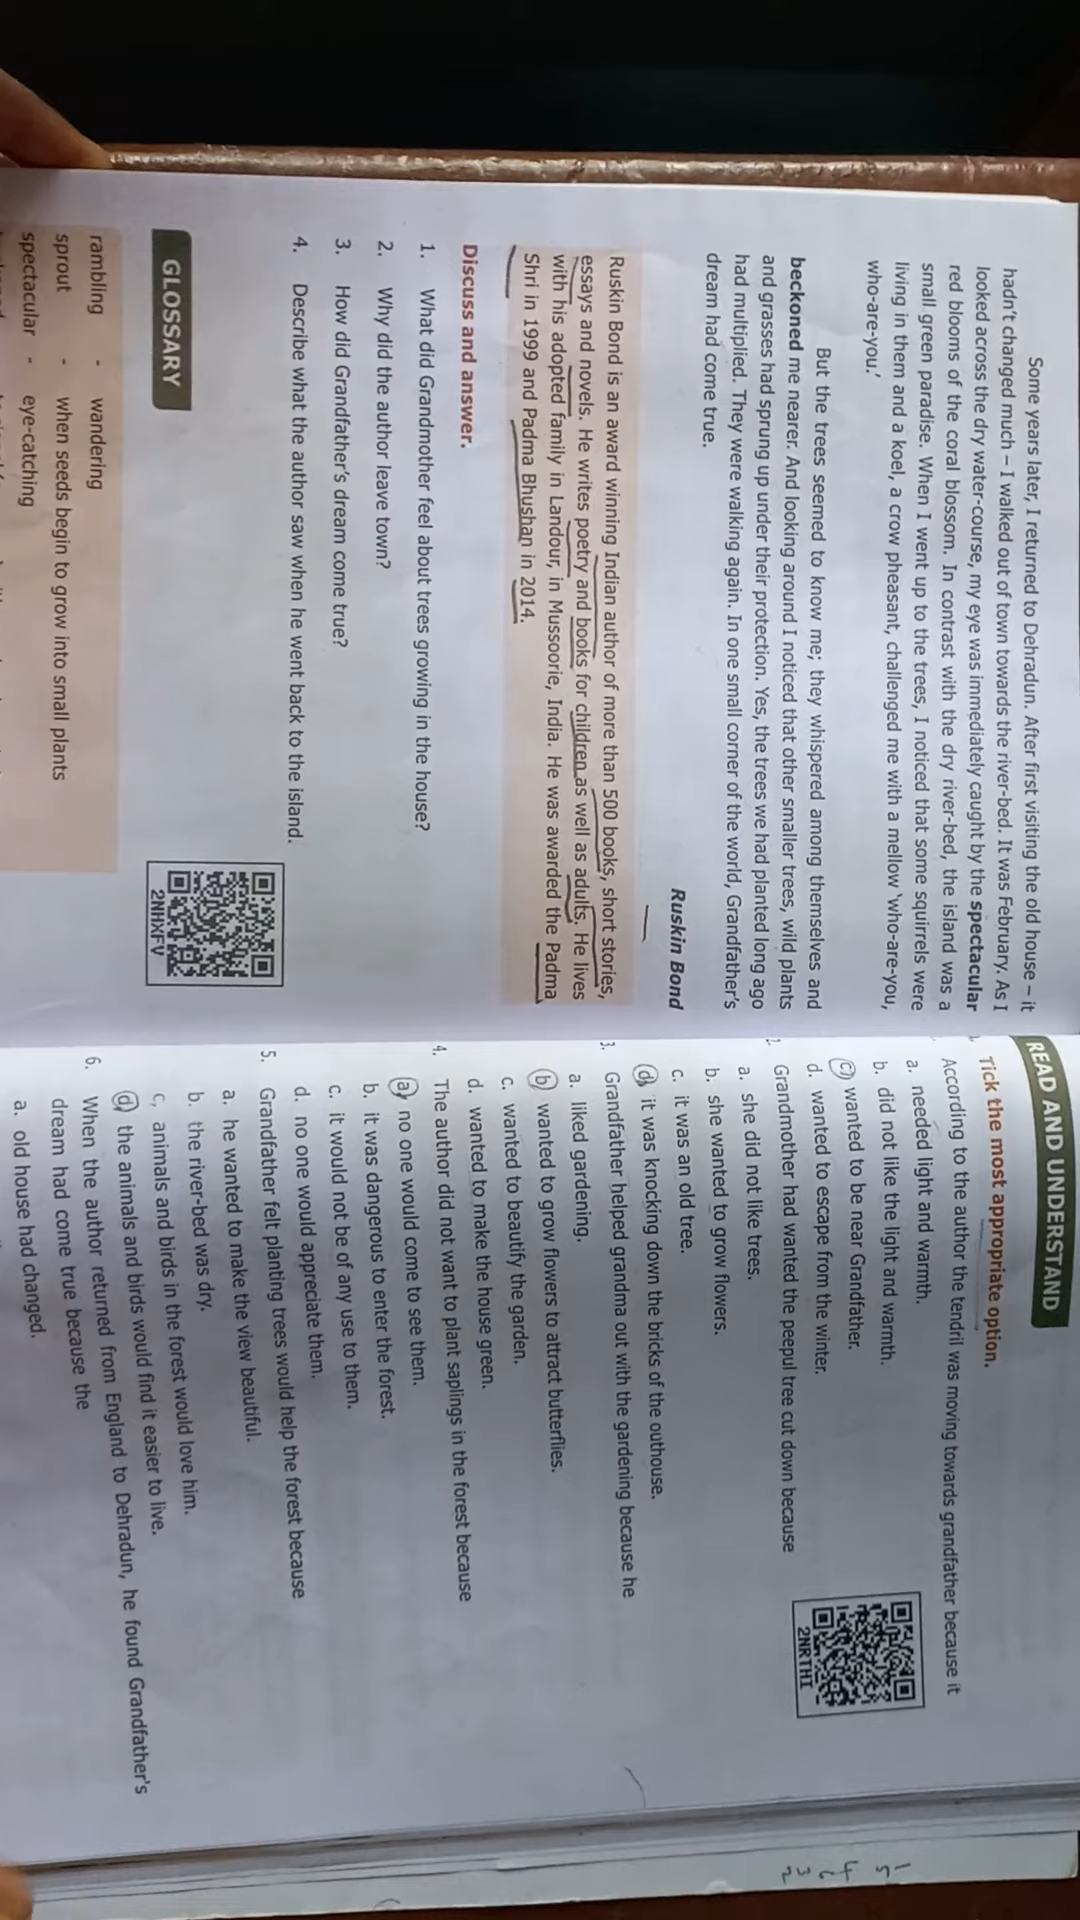 Some years later, I returned to Dehradun. After first visiting the old house – it
hadn't changed much – I walked out of town towards the river-bed. It was February. As I
looked across the dry water-course, my eye was immediately caught by the spectacular
red blooms of the coral blossom. In contrast with the dry river-bed, the island was a
small green paradise. When I went up to the trees, I noticed that some squirrels were
living in them and a koel, a crow pheasant, challenged me with a mellow 'who-are-you,
who-are-you.'
But the trees seemed to know me; they whispered among themselves and
beckoned me nearer. And looking around I noticed that other smaller trees, wild plants
and grasses had sprung up under their protection. Yes, the trees we had planted long ago
had multiplied. They were walking again. In one small corner of the world, Grandfather's
dream had come true.
Ruskin Bond
Ruskin Bond is an award winning Indian author of more than 500 books, short stories,
essays and novels. He writes poetry and books for children as well as adults. He lives
with his adopted family in Landour, in Mussoorie, India. He was awarded the Padma
Shri in 1999 and Padma Bhushan in 2014.
Discuss and answer.
1. What did Grandmother feel about trees growing in the house?
2. Why did the author leave town?
3. How did Grandfather's dream come true?
4. Describe what the author saw when he went back to the island.
2NHXFV
GLOSSARY
rambling - wandering
sprout - when seeds begin to grow into small plants
spectacular - eye-catching
READ AND UNDERSTAND
Tick the most appropriate option.
According to the author the tendril was moving towards grandfather because it
a. needed light and warmth.
b. did not like the light and warmth.
c. wanted to be near Grandfather.
d. wanted to escape from the winter.
2NRTHI
2. Grandmother had wanted the peepul tree cut down because
a. she did not like trees.
b. she wanted to grow flowers.
c. it was an old tree.
d. it was knocking down the bricks of the outhouse.
3. Grandfather helped grandma out with the gardening because he
a. liked gardening.
b. wanted to grow flowers to attract butterflies.
c. wanted to beautify the garden.
d. wanted to make the house green.
4. The author did not want to plant saplings in the forest because
a. no one would come to see them.
b. it was dangerous to enter the forest.
c. it would not be of any use to them.
d. no one would appreciate them.
5. Grandfather felt planting trees would help the forest because
a. he wanted to make the view beautiful.
b. the river-bed was dry.
c. animals and birds in the forest would love him.
d. the animals and birds would find it easier to live.
6. When the author returned from England to Dehradun, he found Grandfather's
dream had come true because the
a. old house had changed.
1
5
4
6
3
2